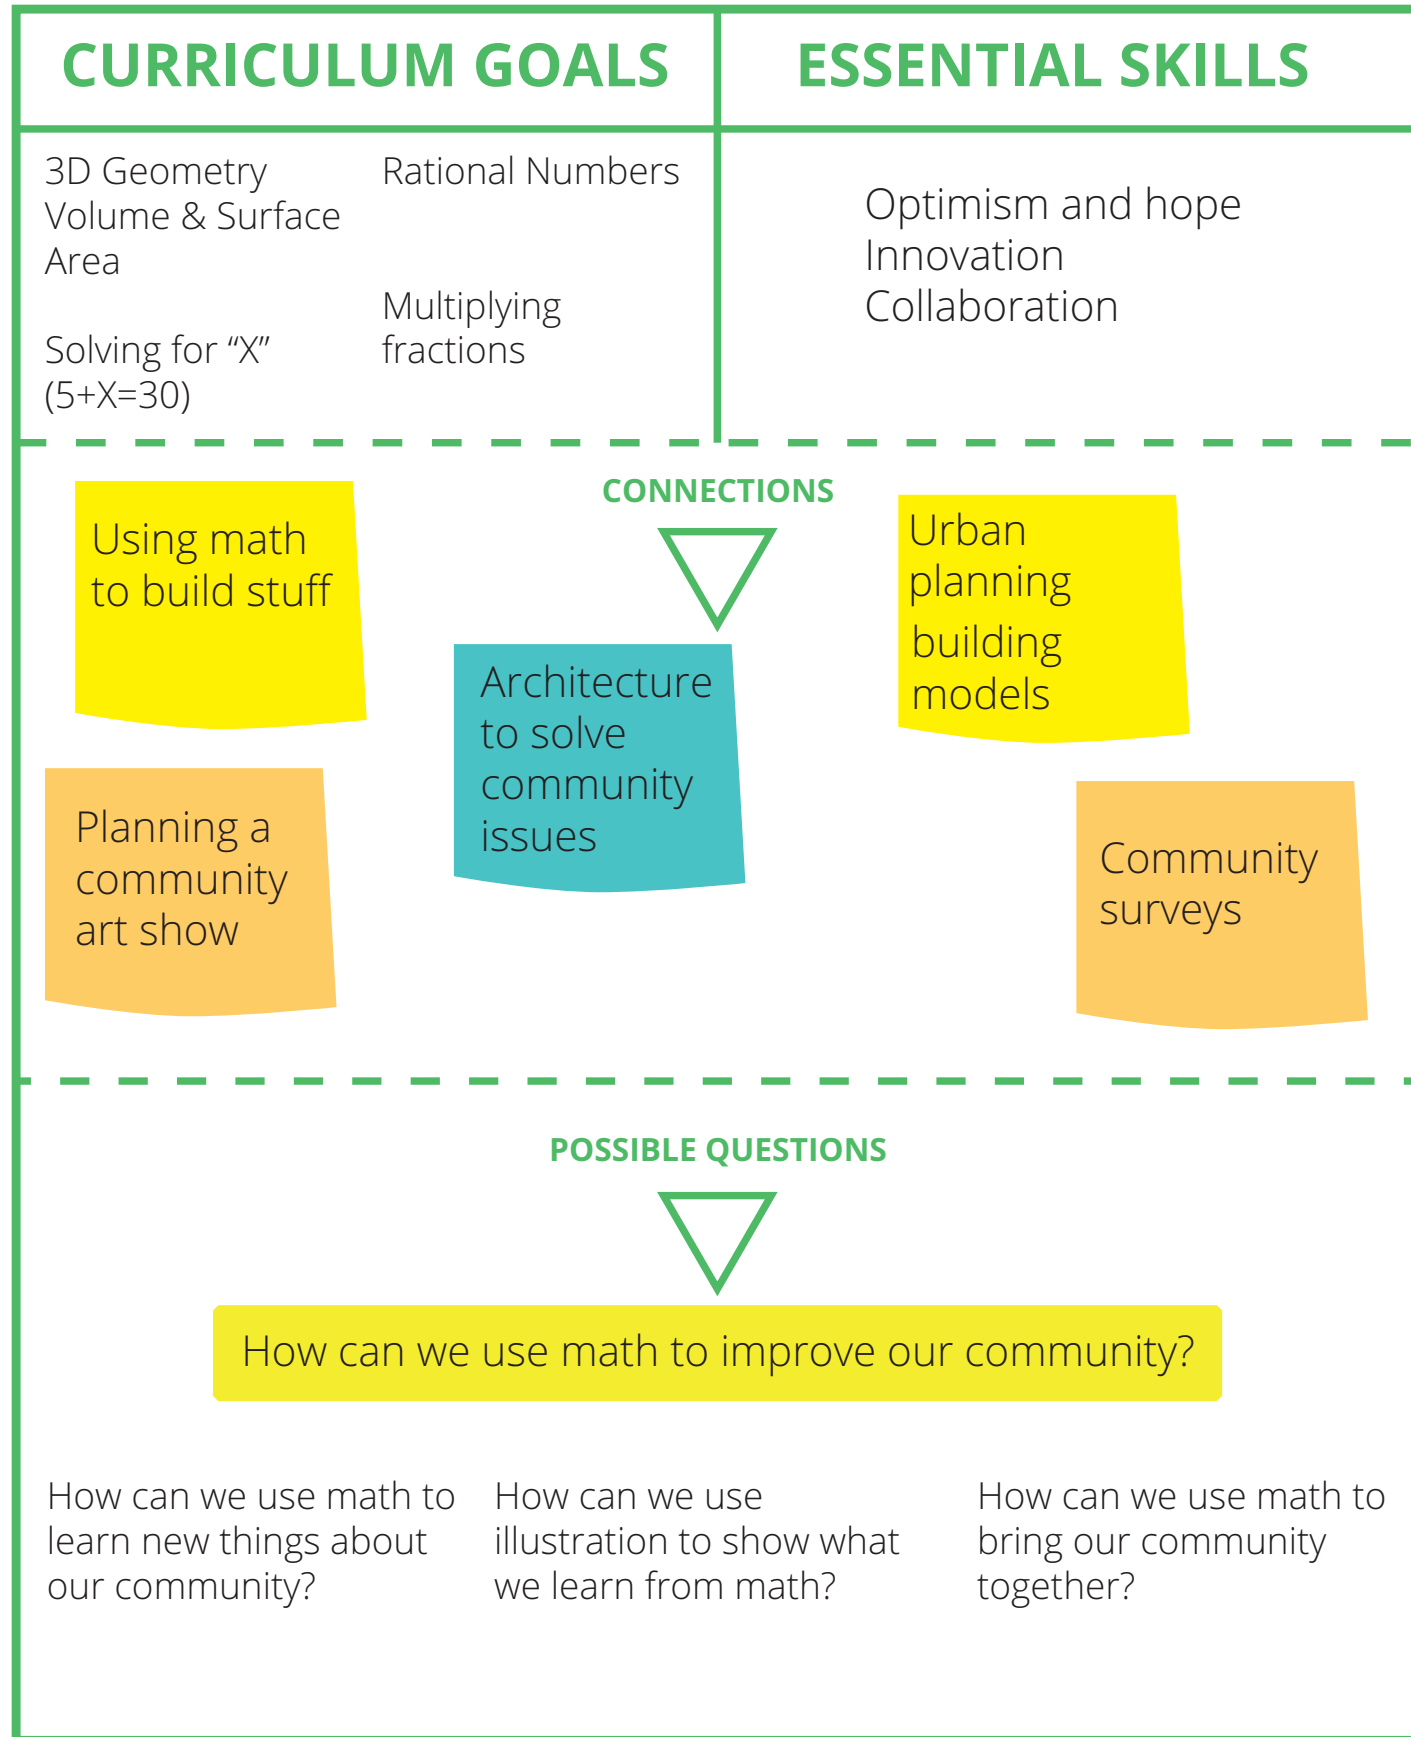 CURRICULUM GOALS
ESSENTIAL SKILLS
3D Geometry
Volume & Surface
Area
Solving for “X”
(5+X=30)
Rational Numbers
Multiplying
fractions
Optimism and hope
Innovation
Collaboration
CONNECTIONS
Using math
to build stuff
Urban
planning
building
models
Architecture
to solve
community
issues
Planning a
community
art show
Community
surveys
POSSIBLE QUESTIONS
How can we use math to improve our community?
How can we use math to
learn new things about
our community?
How can we use
illustration to show what
we learn from math?
How can we use math to
bring our community
together?